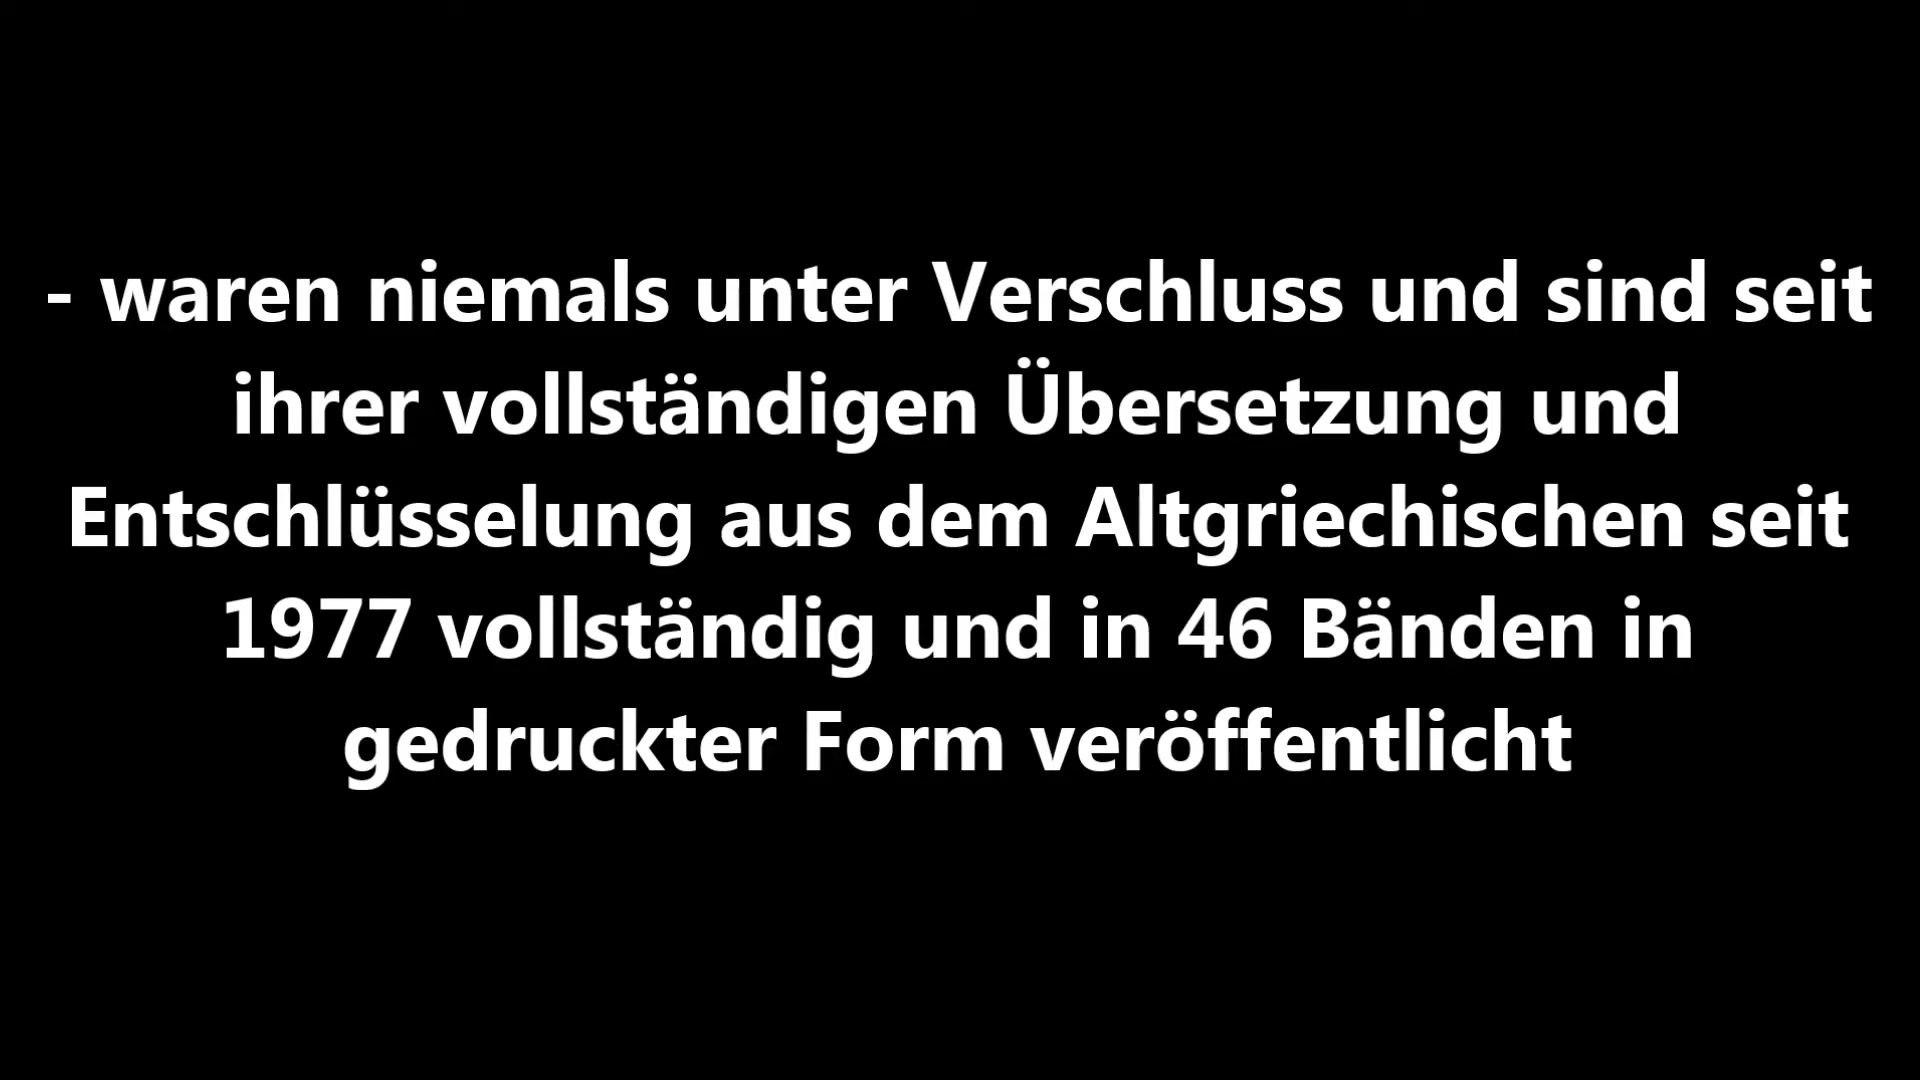 - waren niemals unter Verschluss und sind seit
ihrer vollständigen Übersetzung und
Entschlüsselung aus dem Altgriechischen seit
1977 vollständig und in 46 Bänden in
gedruckter Form veröffentlicht